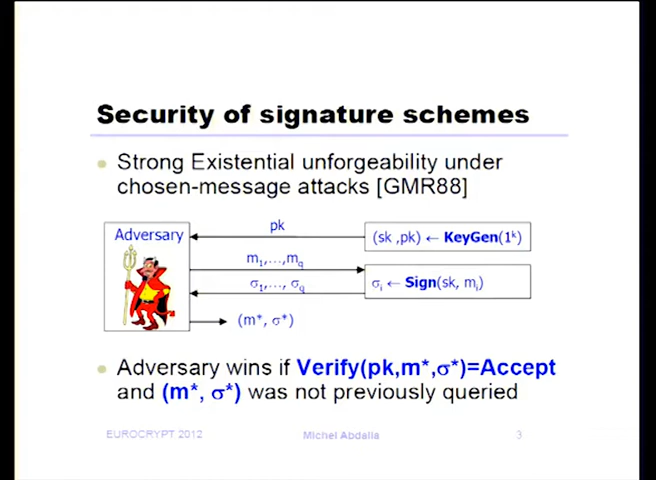 Security of signature schemes
Strong Existential unforgeability under
chosen-message attacks [GMR88]
Adversary
pk
(sk ,pk) ← KeyGen(1ᵏ)
m₁,...,m_q
σ₁,..., σ_q
σᵢ ← Sign(sk, mᵢ)
(m*, σ*)
Adversary wins if Verify(pk,m*,σ*)=Accept
and (m*, σ*) was not previously queried
EUROCRYPT 2012
Michel Abdalla
3